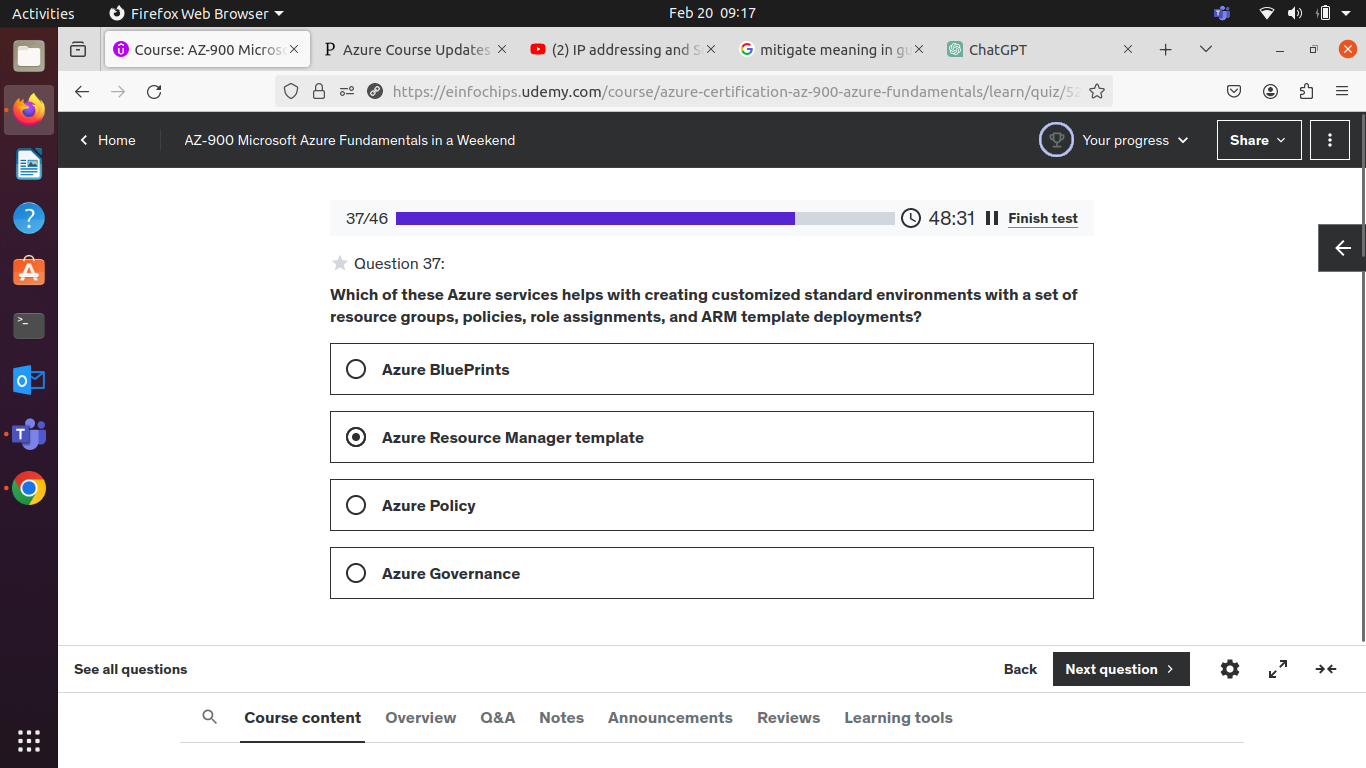 Activities
Firefox Web Browser
Feb 20 09:17
Course: AZ-900 Micros
Azure Course Updates
(2) IP addressing and S
mitigate meaning in gu
ChatGPT
https://einfochips.udemy.com/course/azure-certification-az-900-azure-fundamentals/learn/quiz/52
Home
AZ-900 Microsoft Azure Fundamentals in a Weekend
Your progress
Share
37/46
48:31
Finish test
Question 37:
Which of these Azure services helps with creating customized standard environments with a set of
resource groups, policies, role assignments, and ARM template deployments?
Azure BluePrints
Azure Resource Manager template
Azure Policy
Azure Governance
See all questions
Back
Next question
Course content
Overview
Q&A
Notes
Announcements
Reviews
Learning tools